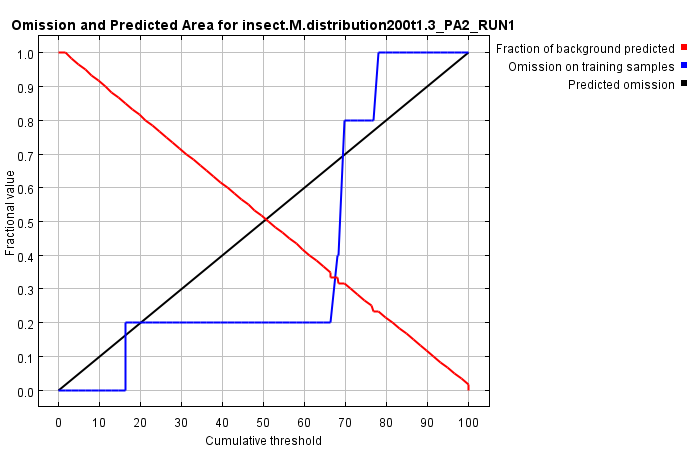 Omission and Predicted Area for insect.M.distribution200t1.3_PA2_RUN1
Fraction of background predicted
Omission on training samples
Predicted omission
Fractional value
1.0
0.9
0.8
0.7
0.6
0.5
0.4
0.3
0.2
0.1
0.0
0 10 20 30 40 50 60 70 80 90 100
Cumulative threshold